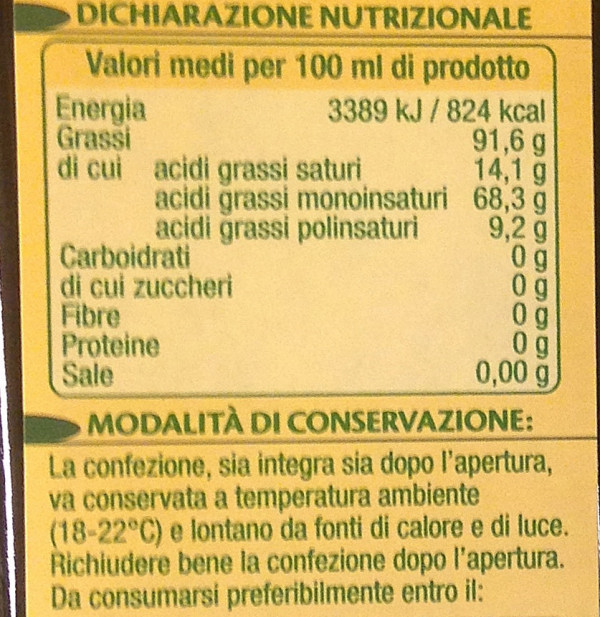 DICHIARAZIONE NUTRIZIONALE
Valori medi per 100 ml di prodotto
Energia 3389 kJ / 824 kcal
Grassi 91,6 g
di cui acidi grassi saturi 14,1 g
acidi grassi monoinsaturi 68,3 g
acidi grassi polinsaturi 9,2 g
Carboidrati 0 g
di cui zuccheri 0 g
Fibre 0 g
Proteine 0 g
Sale 0,00 g
MODALITÀ DI CONSERVAZIONE:
La confezione, sia integra sia dopo l'apertura,
va conservata a temperatura ambiente
(18-22°C) e lontano da fonti di calore e di luce.
Richiudere bene la confezione dopo l'apertura.
Da consumarsi preferibilmente entro il: